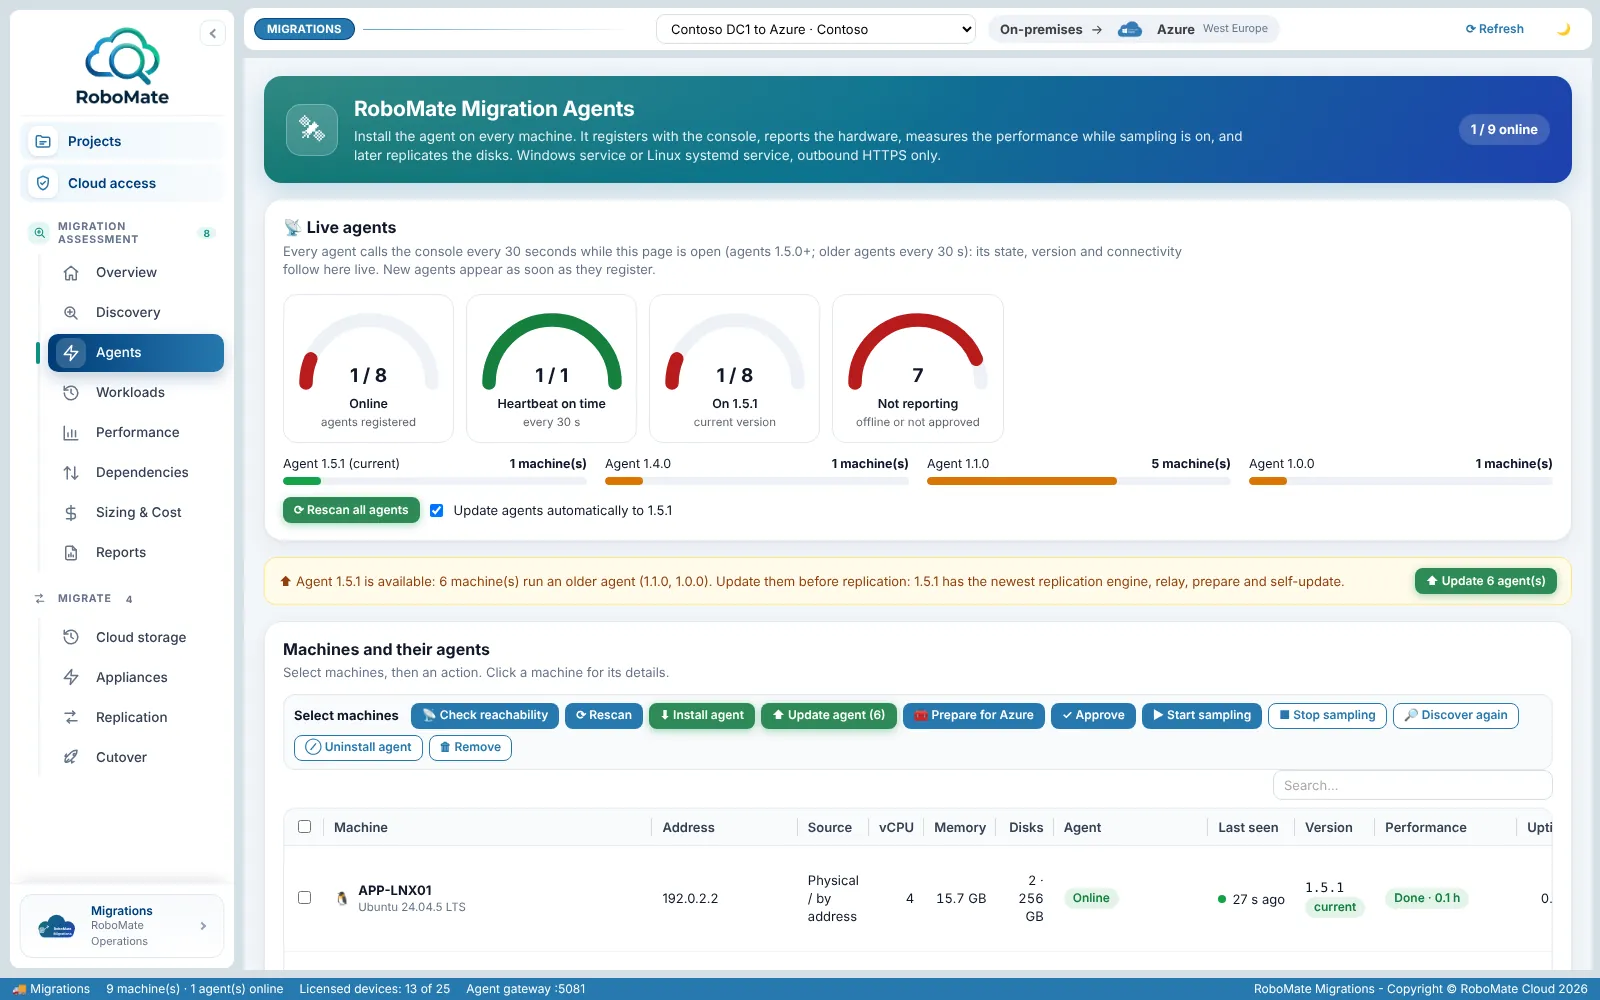 RoboMate
Projects
Cloud access
MIGRATION
ASSESSMENT
8
Overview
Discovery
Agents
Workloads
Performance
Dependencies
Sizing & Cost
Reports
MIGRATE 4
Cloud storage
Appliances
Replication
Cutover
Migrations
RoboMate
Operations
MIGRATIONS
Contoso DC1 to Azure · Contoso
On-premises → Azure West Europe
⟳ Refresh
RoboMate Migration Agents
Install the agent on every machine. It registers with the console, reports the hardware, measures the performance while sampling is on, and
later replicates the disks. Windows service or Linux systemd service, outbound HTTPS only.
1 / 9 online
Live agents
Every agent calls the console every 30 seconds while this page is open (agents 1.5.0+; older agents every 30 s): its state, version and connectivity
follow here live. New agents appear as soon as they register.
1 / 8
Online
agents registered
1 / 1
Heartbeat on time
every 30 s
1 / 8
On 1.5.1
current version
7
Not reporting
offline or not approved
Agent 1.5.1 (current) 1 machine(s)
Agent 1.4.0 1 machine(s)
Agent 1.1.0 5 machine(s)
Agent 1.0.0 1 machine(s)
⟳ Rescan all agents
Update agents automatically to 1.5.1
Agent 1.5.1 is available: 6 machine(s) run an older agent (1.1.0, 1.0.0). Update them before replication: 1.5.1 has the newest replication engine, relay, prepare and self-update.
Update 6 agent(s)
Machines and their agents
Select machines, then an action. Click a machine for its details.
Select machines Check reachability ⟳ Rescan Install agent Update agent (6) Prepare for Azure ✓ Approve Start sampling Stop sampling Discover again
Uninstall agent Remove
Search...
Machine Address Source vCPU Memory Disks Agent Last seen Version Performance Upti
APP-LNX01
Ubuntu 24.04.5 LTS
192.0.2.2
Physical
/ by
address
4
15.7 GB
2 ·
256
GB
Online
27 s ago
1.5.1
current
Done · 0.1 h
0.
Migrations 9 machine(s) · 1 agent(s) online Licensed devices: 13 of 25 Agent gateway :5081
RoboMate Migrations - Copyright © RoboMate Cloud 2026